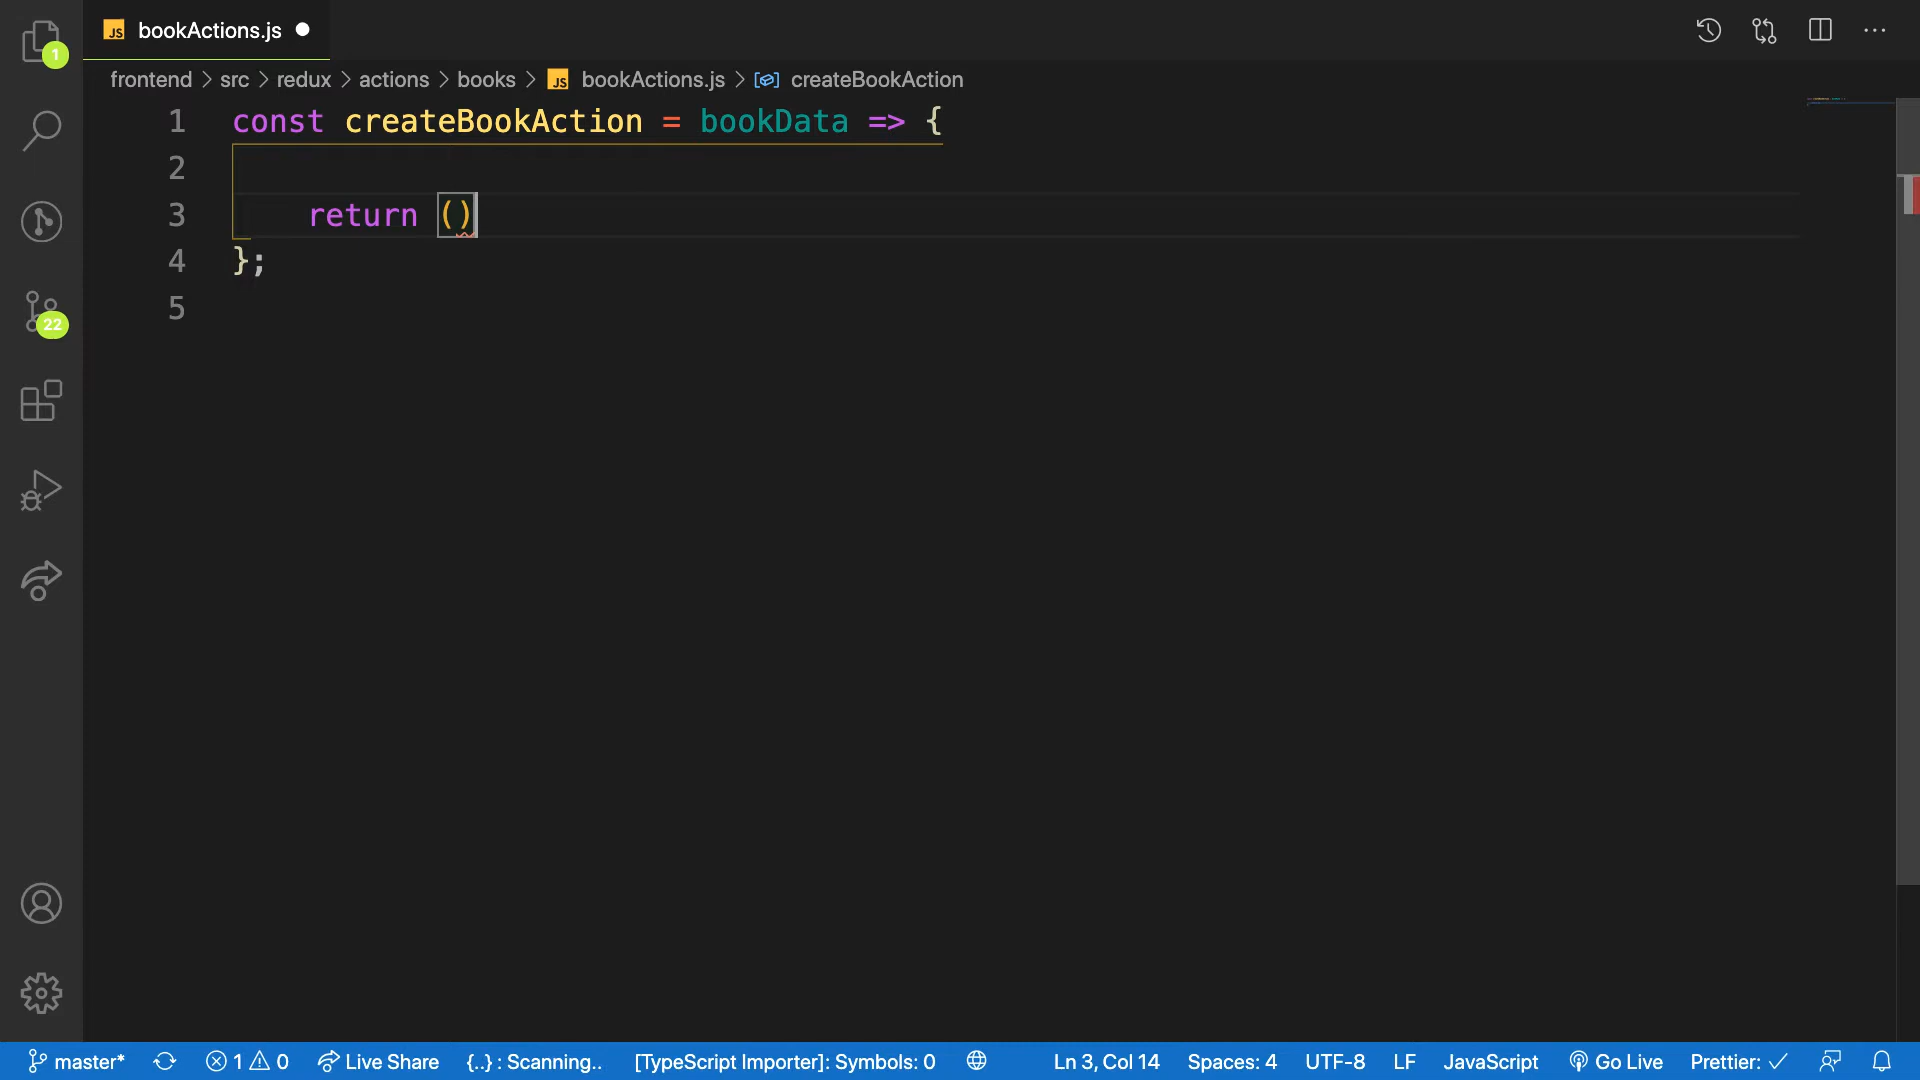 JS bookActions.js
1
frontend > src > redux > actions > books > JS bookActions.js > createBookAction
1 const createBookAction = bookData => {
2
3 return ()
4 };
5
22
master* 1 0 Live Share {..} : Scanning.. [TypeScript Importer]: Symbols: 0 Ln 3, Col 14 Spaces: 4 UTF-8 LF JavaScript Go Live Prettier: ✓